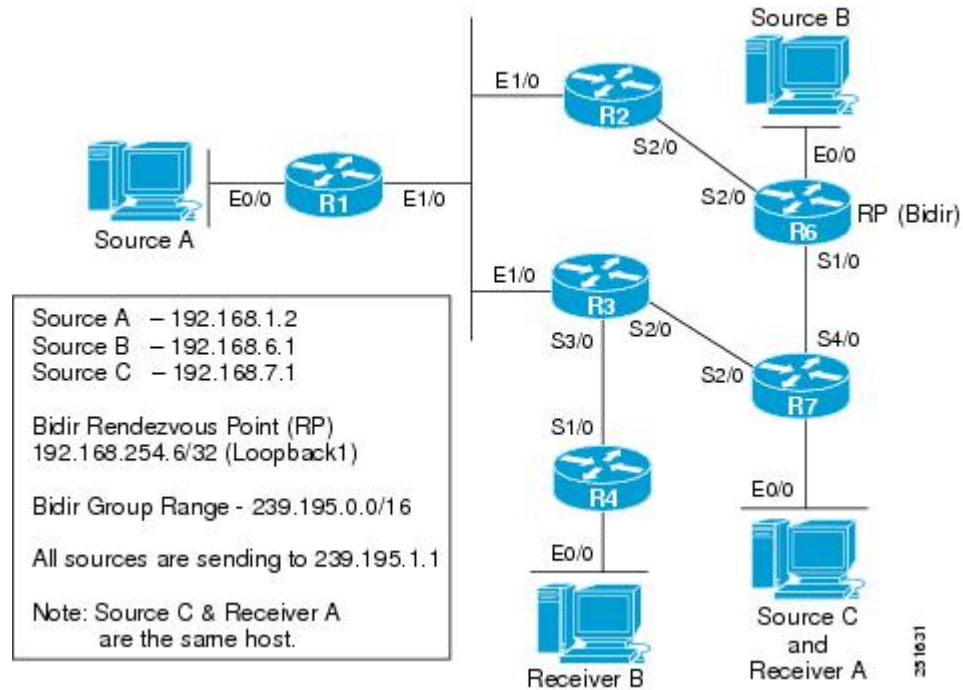 Source B
E1/0
R2
S2/0
E0/0
S2/0
R6
RP (Bidir)
E0/0
R1
E1/0
Source A
S1/0
E1/0
R3
S3/0
S2/0
S4/0
S2/0
R7
Source A – 192.168.1.2
Source B – 192.168.6.1
Source C – 192.168.7.1
Bidir Rendezvous Point (RP)
192.168.254.6/32 (Loopback1)
Bidir Group Range - 239.195.0.0/16
All sources are sending to 239.195.1.1
Note: Source C & Receiver A
are the same host.
S1/0
R4
E0/0
E0/0
Receiver B
Source C
and
Receiver A
251631